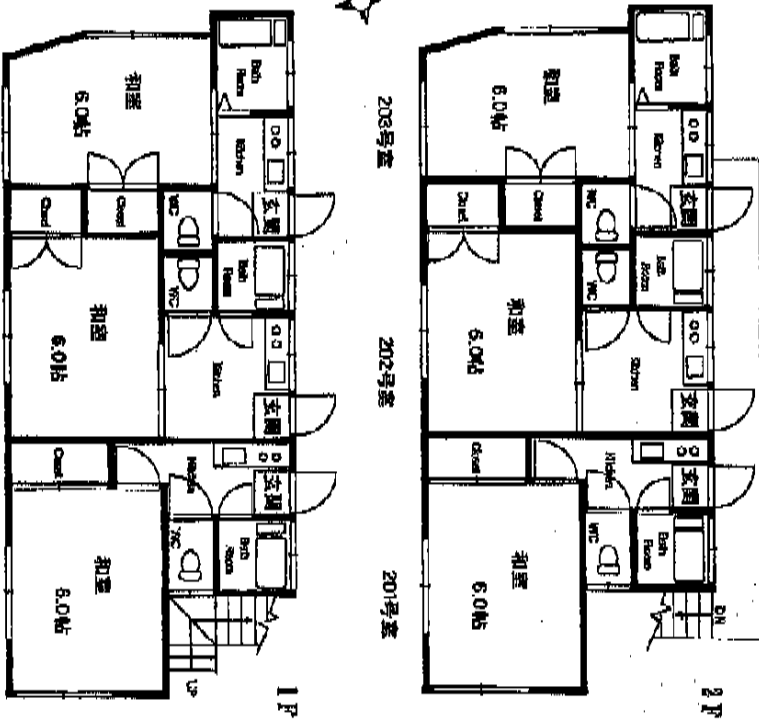 2F
203号室
202号室
201号室
和室
6.0帖
Bath Room
Kitchen
玄関
Closet
Closet
WC
和室
6.0帖
WC
Bath Room
Kitchen
玄関
Closet
Kitchen
玄関
和室
6.0帖
WC
Bath Room
DN
1F
和室
6.0帖
Bath Room
Kitchen
玄関
Closet
Closet
WC
和室
6.0帖
WC
Bath Room
Kitchen
玄関
Closet
Kitchen
玄関
和室
6.0帖
WC
Bath Room
UP